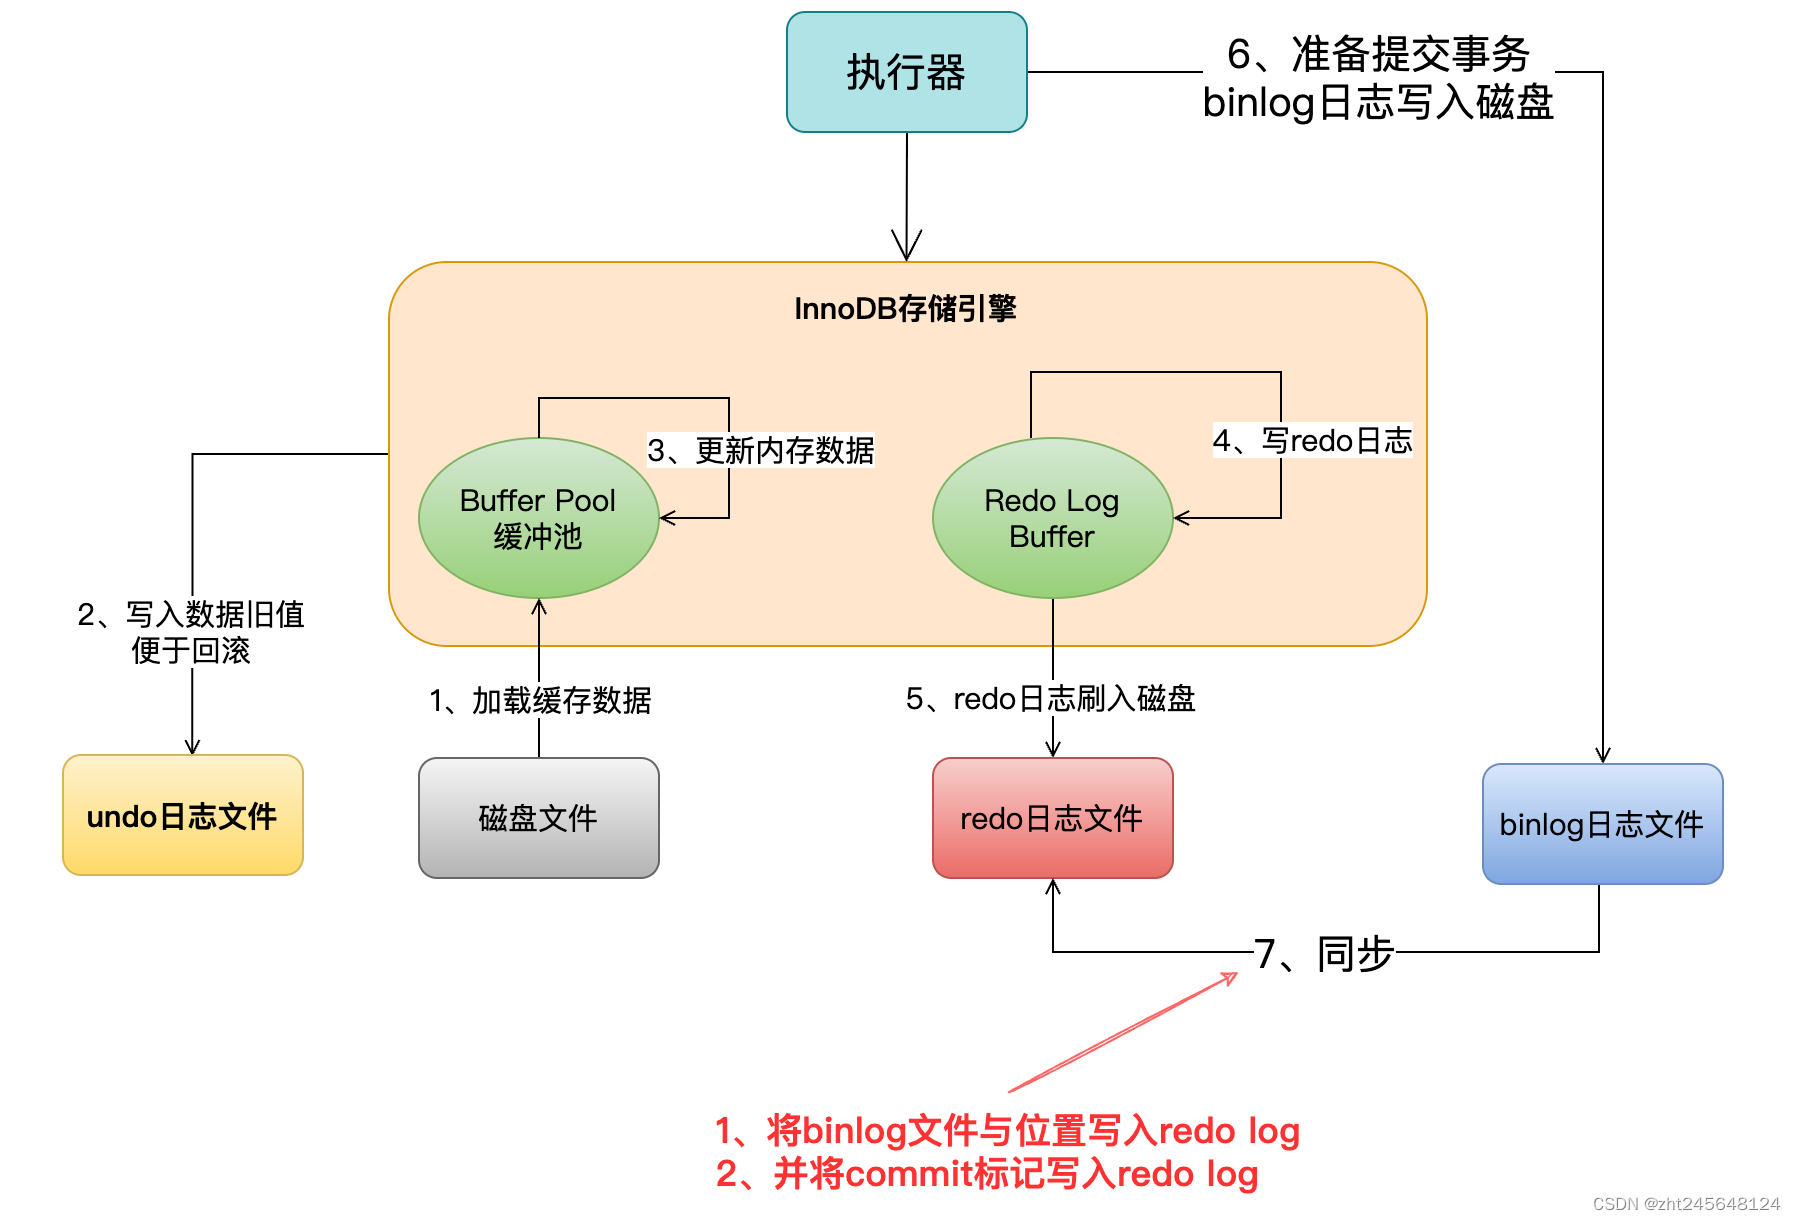 执行器
6、准备提交事务
binlog日志写入磁盘
InnoDB存储引擎
3、更新内存数据
4、写redo日志
Buffer Pool
缓冲池
Redo Log
Buffer
2、写入数据旧值
便于回滚
1、加载缓存数据
5、redo日志刷入磁盘
undo日志文件
磁盘文件
redo日志文件
binlog日志文件
7、同步
1、将binlog文件与位置写入redo log
2、并将commit标记写入redo log
CSDN @zht245648124